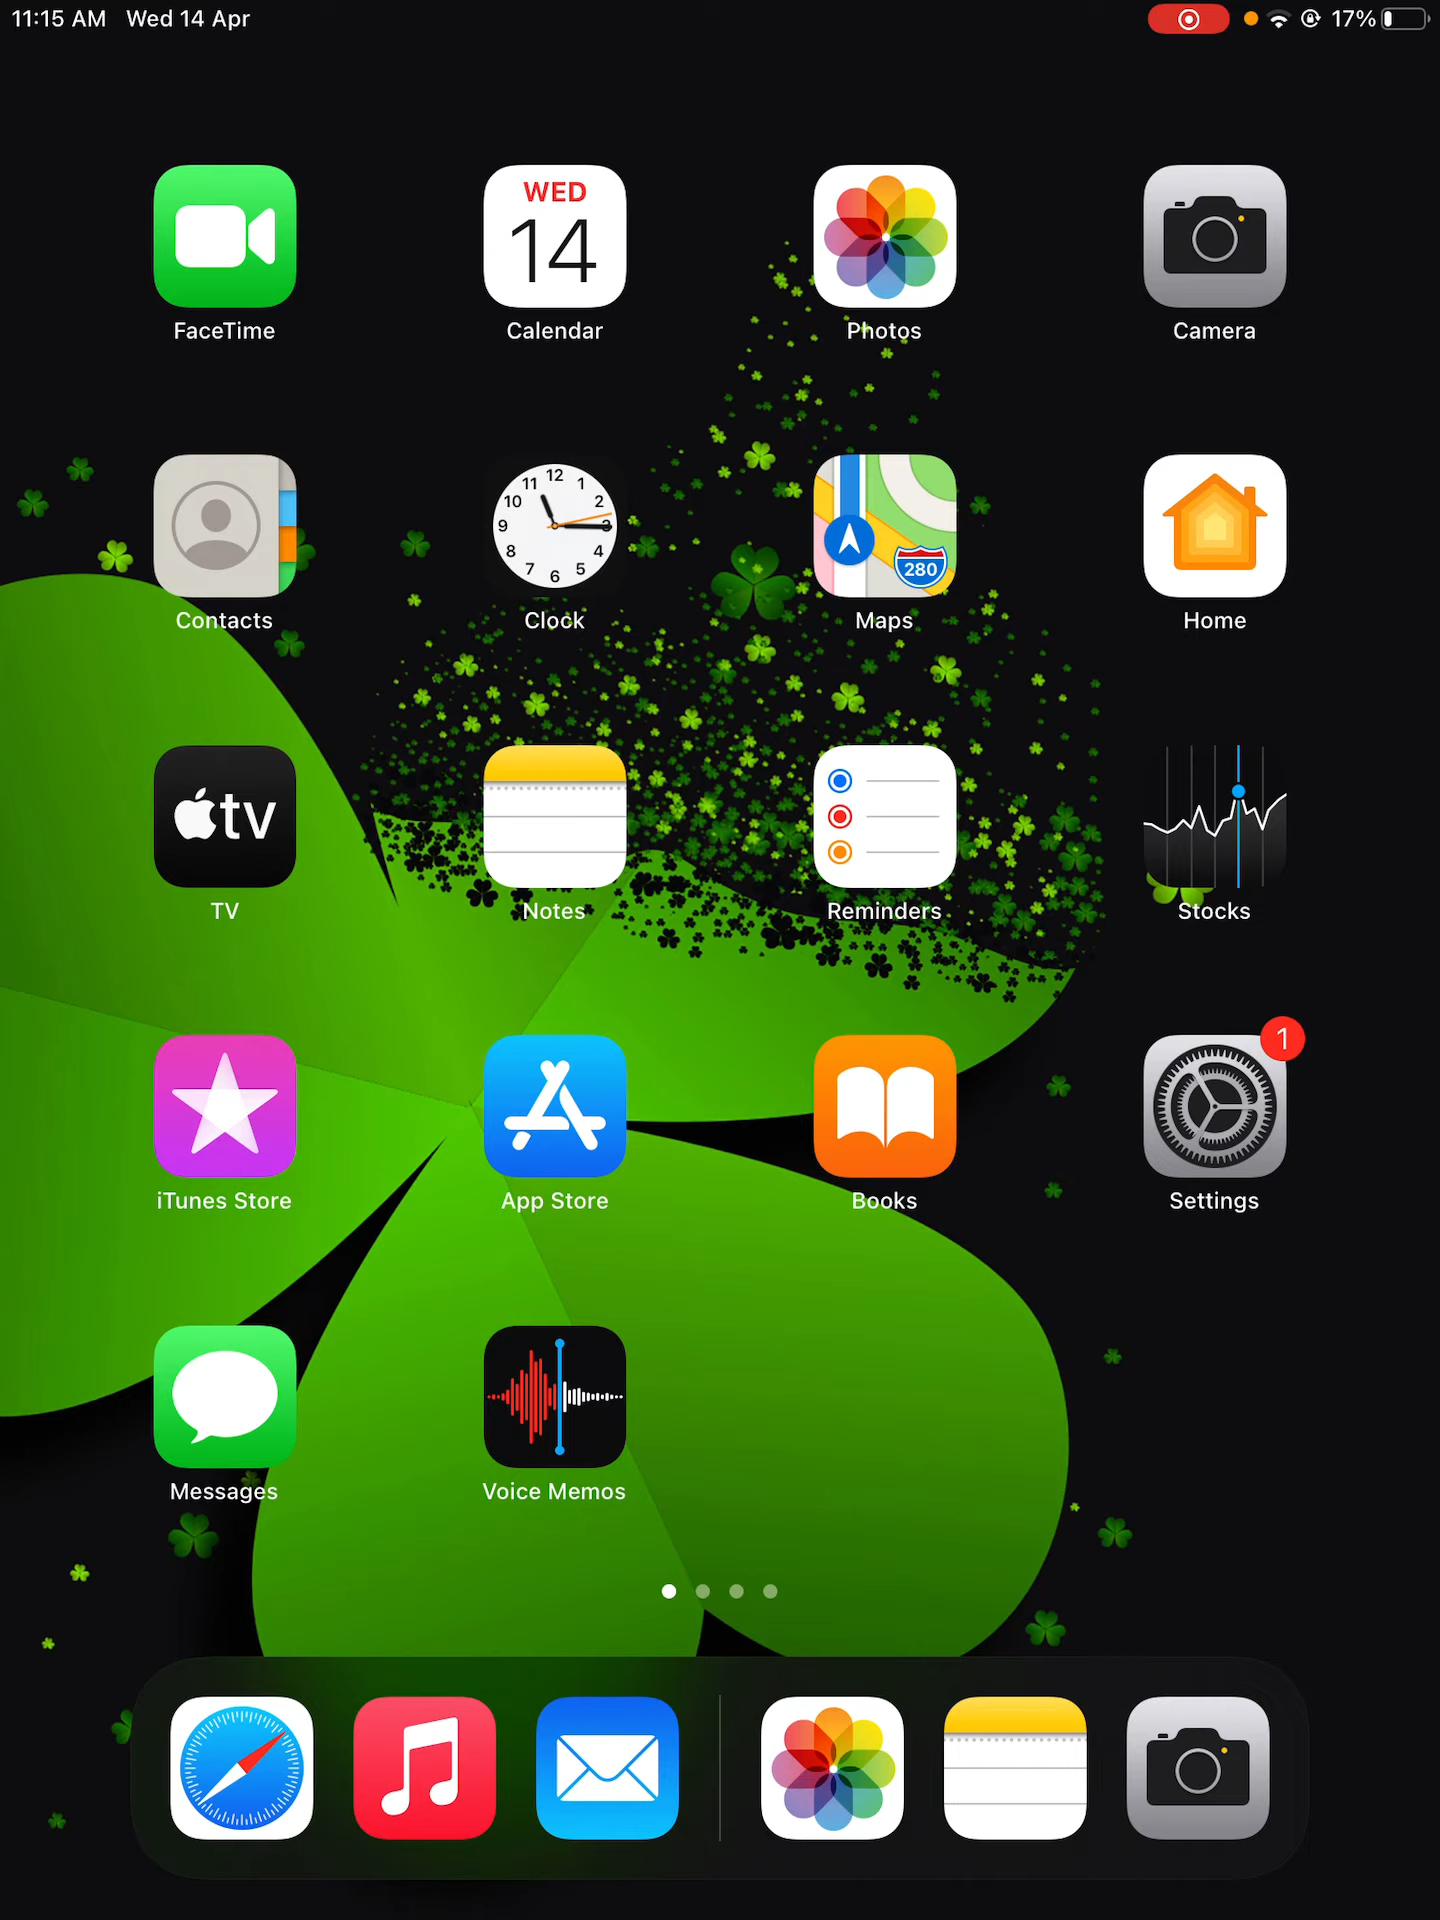 11:15 AM Wed 14 Apr 17%
WED
14
FaceTime Calendar Photos Camera
12
11 1
10 2
9 3
8 4
7 5
6
280
Contacts Clock Maps Home
tv
TV Notes Reminders Stocks
1
iTunes Store App Store Books Settings
Messages Voice Memos